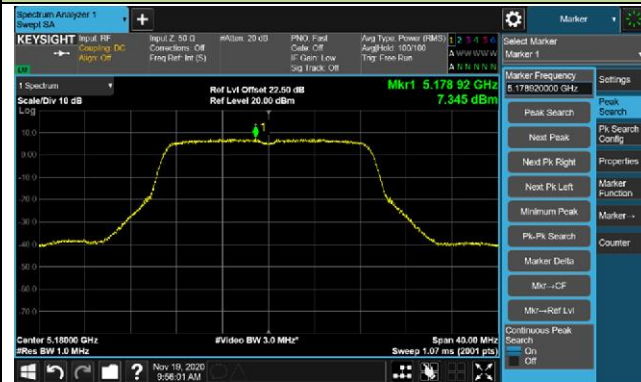 Spectrum Analyzer 1
Swept SA
+
Marker
KEYSIGHT
Input: RF
Coupling: DC
Align: Off
Input Z: 50 Ω
Corrections: Off
Freq Ref: Int (S)
#Atten: 20 dB
PNO: Fast
Gate: Off
IF Gain: Low
Sig Track: Off
Avg Type: Power (RMS)
Avg|Hold: 100/100
Trig: Free Run
1 2 3 4 5 6
A W W W W W
A N N N N N
Select Marker
Marker 1
1 Spectrum
Scale/Div 10 dB
Ref Lvl Offset 22.50 dB
Ref Level 20.00 dBm
Mkr1 5.178 92 GHz
7.345 dBm
Log
10.0
0.00
-10.0
-20.0
-30.0
-40.0
-50.0
-60.0
-70.0
1
Center 5.18000 GHz
#Res BW 1.0 MHz
#Video BW 3.0 MHz*
Span 40.00 MHz
Sweep 1.07 ms (2001 pts)
Marker Frequency
5.178920000 GHz
Peak Search
Next Peak
Next Pk Right
Next Pk Left
Minimum Peak
Pk-Pk Search
Marker Delta
Mkr→CF
Mkr→Ref Lvl
Continuous Peak
Search
On
Off
Settings
Peak
Search
Pk Search
Config
Properties
Marker
Function
Marker→
Counter
?
Nov 19, 2020
9:56:01 AM